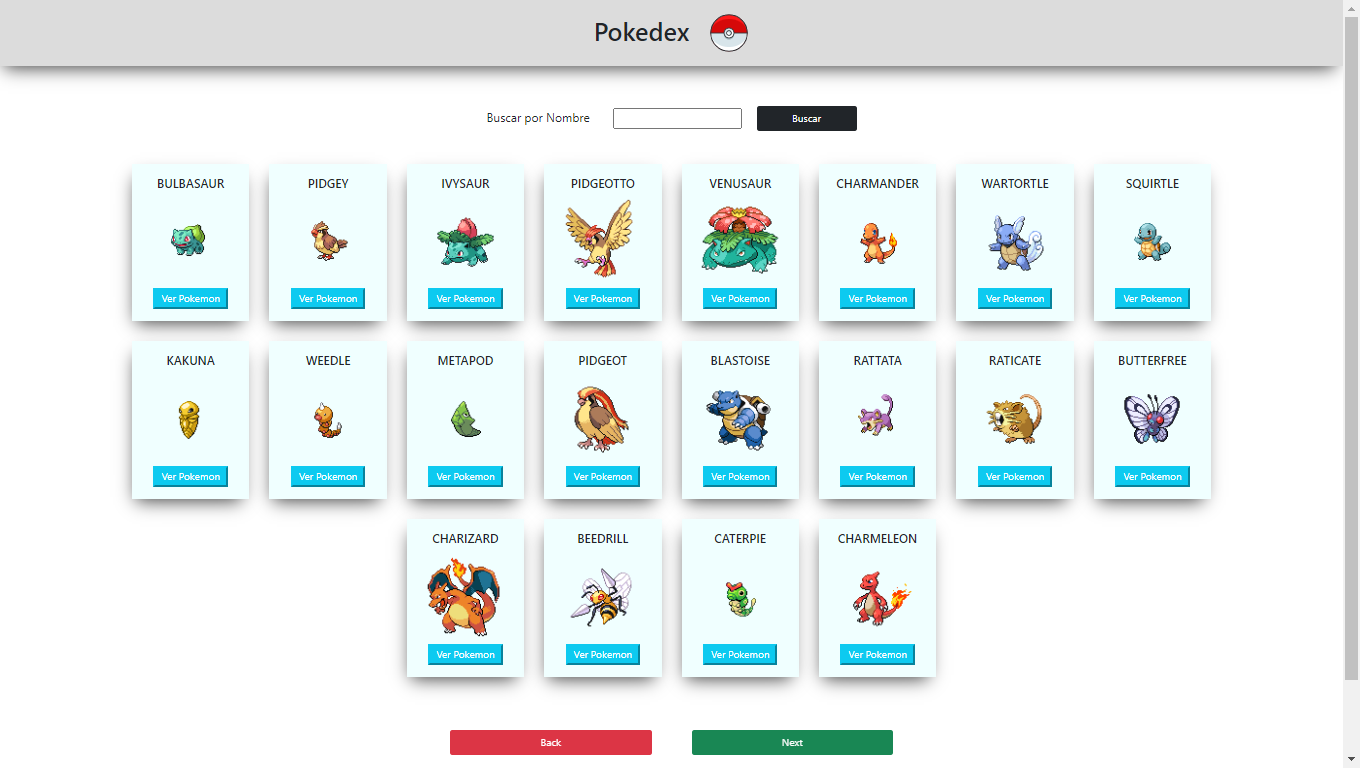 Pokedex
Buscar por Nombre Buscar
BULBASAUR PIDGEY IVYSAUR PIDGEOTTO VENUSAUR CHARMANDER WARTORTLE SQUIRTLE
Ver Pokemon Ver Pokemon Ver Pokemon Ver Pokemon Ver Pokemon Ver Pokemon Ver Pokemon Ver Pokemon
KAKUNA WEEDLE METAPOD PIDGEOT BLASTOISE RATTATA RATICATE BUTTERFREE
Ver Pokemon Ver Pokemon Ver Pokemon Ver Pokemon Ver Pokemon Ver Pokemon Ver Pokemon Ver Pokemon
CHARIZARD BEEDRILL CATERPIE CHARMELEON
Ver Pokemon Ver Pokemon Ver Pokemon Ver Pokemon
Back Next